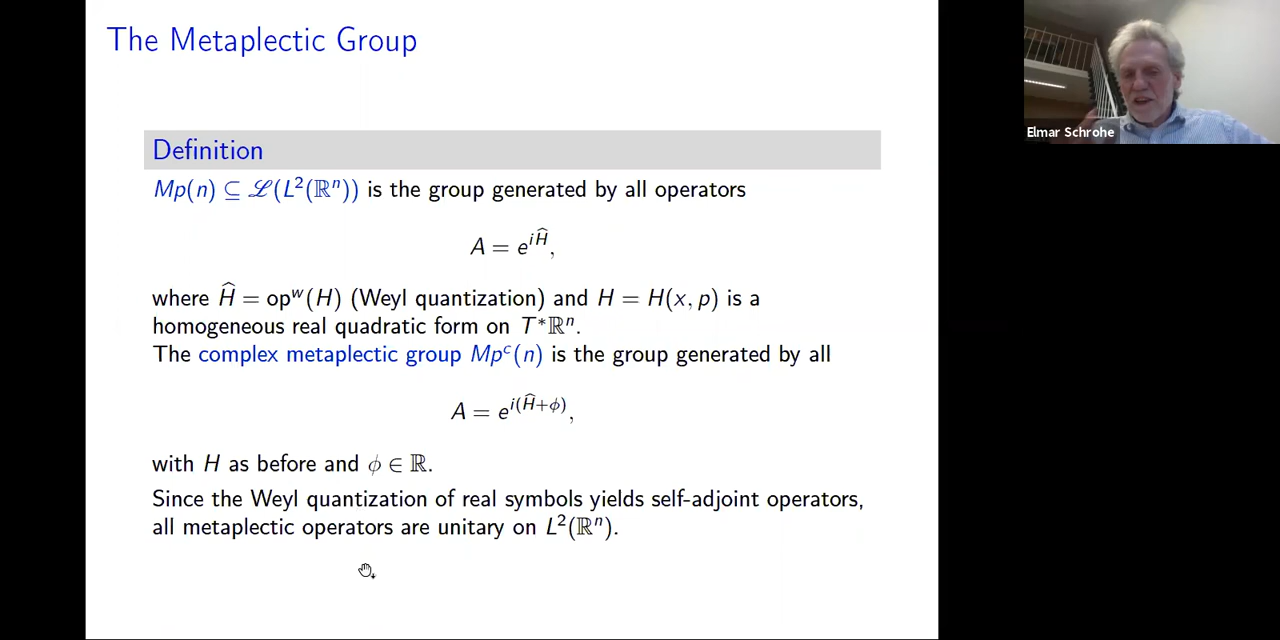 The Metaplectic Group
Definition
Mp(n) ⊆ ℒ(L²(ℝⁿ)) is the group generated by all operators
A = e^{iĤ},
where Ĥ = opʷ(H) (Weyl quantization) and H = H(x, p) is a
homogeneous real quadratic form on T*ℝⁿ.
The complex metaplectic group Mpᶜ(n) is the group generated by all
A = e^{i(Ĥ+ϕ)},
with H as before and ϕ ∈ ℝ.
Since the Weyl quantization of real symbols yields self-adjoint operators,
all metaplectic operators are unitary on L²(ℝⁿ).
Elmar Schrohe